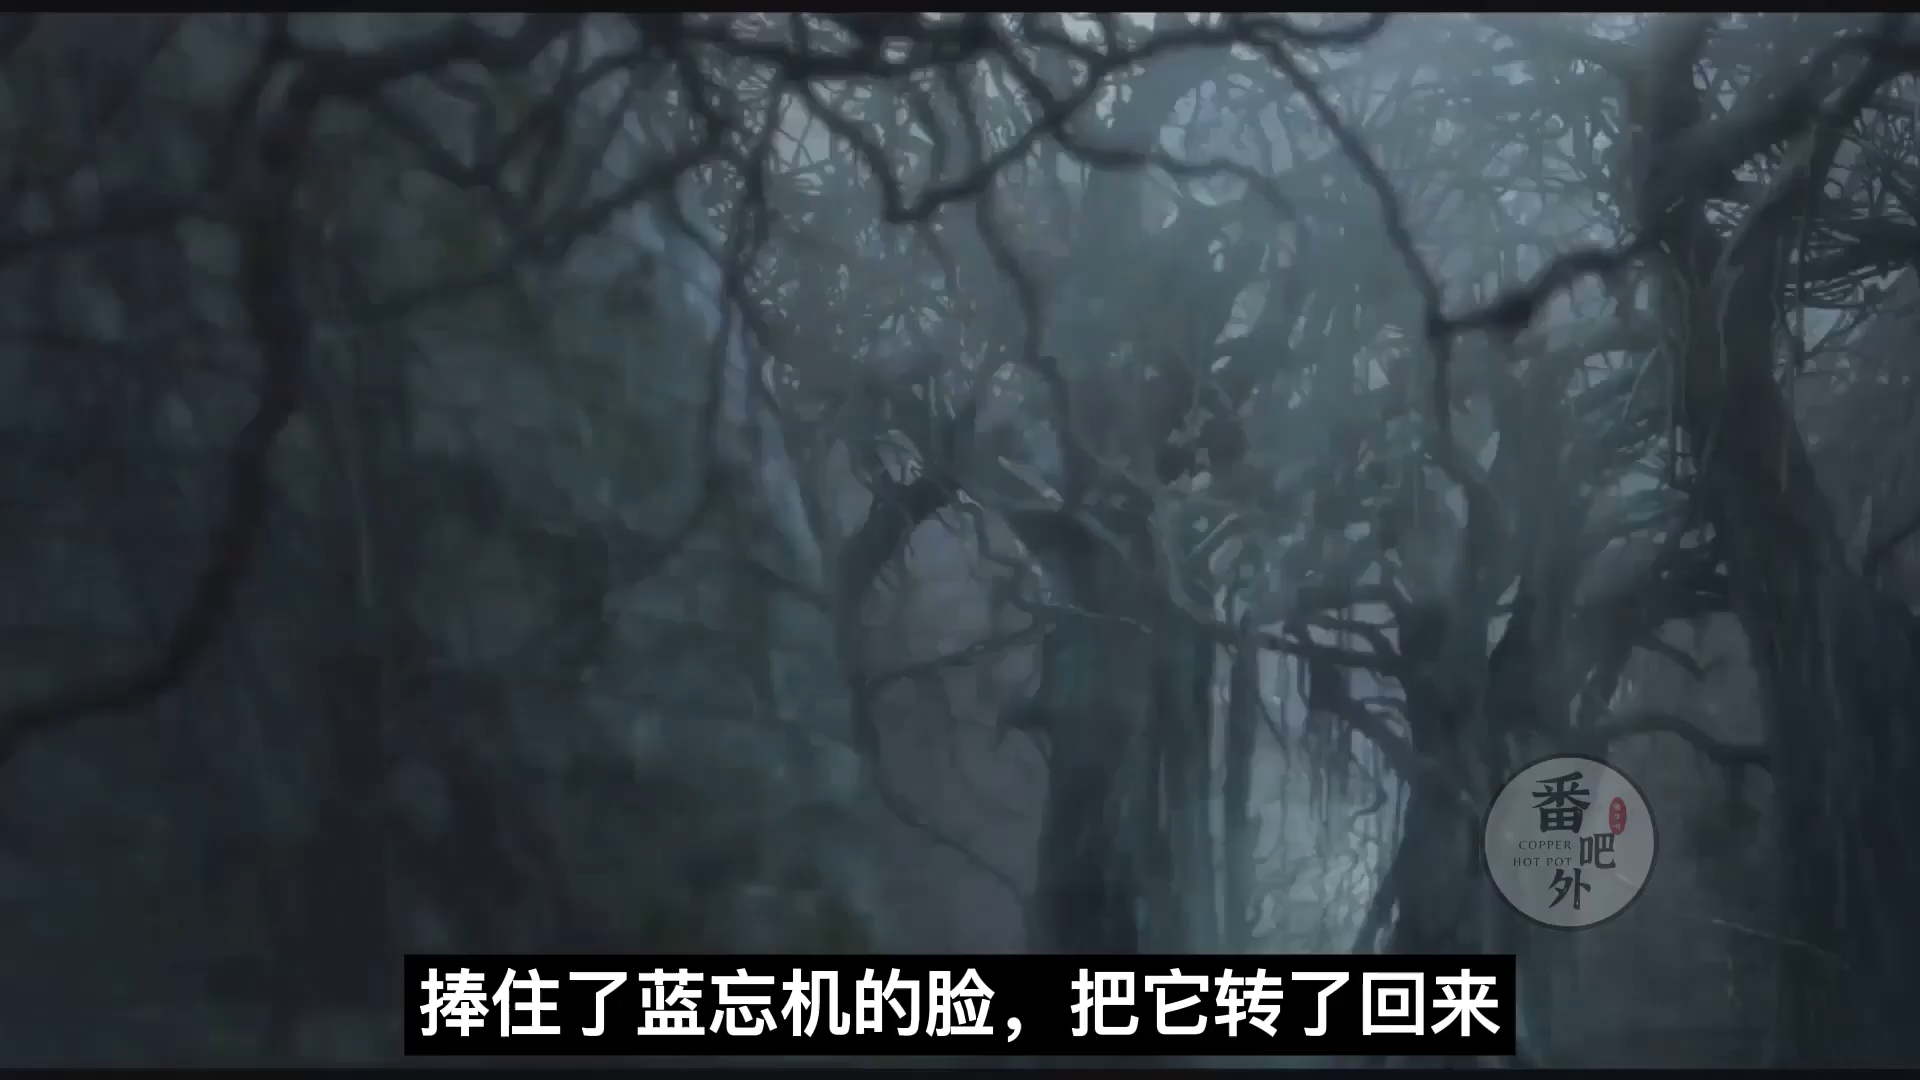 番
COPPER
吧
HOT POT
外
捧住了蓝忘机的脸，把它转了回来